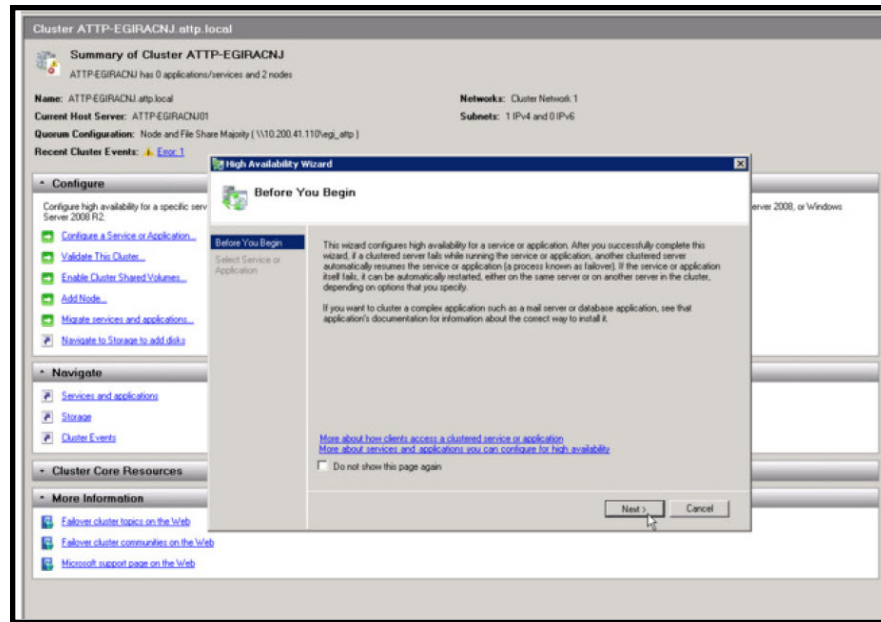 Cluster ATTP-EGIRACNJ.attp.local
Summary of Cluster ATTP-EGIRACNJ
ATTP-EGIRACNJ has 0 applications/services and 2 nodes
Name: ATTP-EGIRACNJ.attp.local
Networks: Cluster Network 1
Current Host Server: ATTP-EGIRACNJ01
Subnets: 1 IPv4 and 0 IPv6
Quorum Configuration: Node and File Share Majority (\\10.200.41.110\egi_attp)
Recent Cluster Events: Error: 1
High Availability Wizard
Before You Begin
Configure
Configure high availability for a specific serv
erver 2008, or Windows
Server 2008 R2.
Configure a Service or Application...
Validate This Cluster...
Enable Cluster Shared Volumes...
Add Node...
Migrate services and applications...
Navigate to Storage to add disks
Before You Begin
Select Service or
Application
This wizard configures high availability for a service or application. After you successfully complete this
wizard, if a clustered server fails while running the service or application, another clustered server
automatically resumes the service or application (a process known as failover). If the service or application
itself fails, it can be automatically restarted, either on the same server or on another server in the cluster,
depending on options that you specify.
If you want to cluster a complex application such as a mail server or database application, see that
application's documentation for information about the correct way to install it.
More about how clients access a clustered service or application
More about services and applications you can configure for high availability
Do not show this page again
Next >
Cancel
Navigate
Services and applications
Storage
Cluster Events
Cluster Core Resources
More Information
Failover cluster topics on the Web
Failover cluster communities on the Web
Microsoft support page on the Web